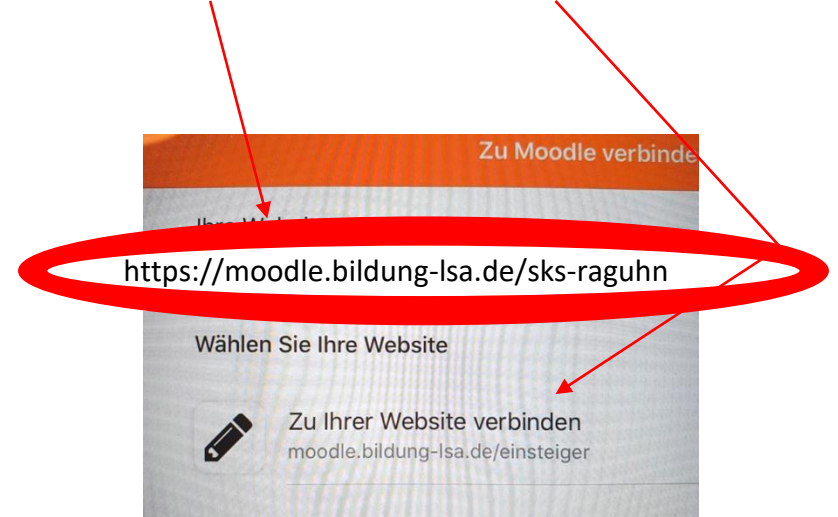 Zu Moodle verbinde
https://moodle.bildung-lsa.de/sks-raguhn
Wählen Sie Ihre Website
Zu Ihrer Website verbinden
moodle.bildung-lsa.de/einsteiger